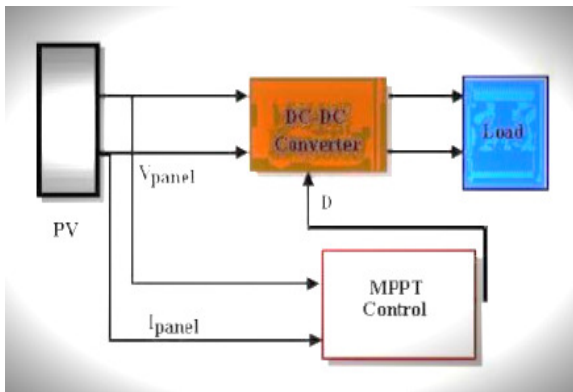 DC-DC
Converter
Load
Vpanel
D
PV
MPPT
Control
Ipanel